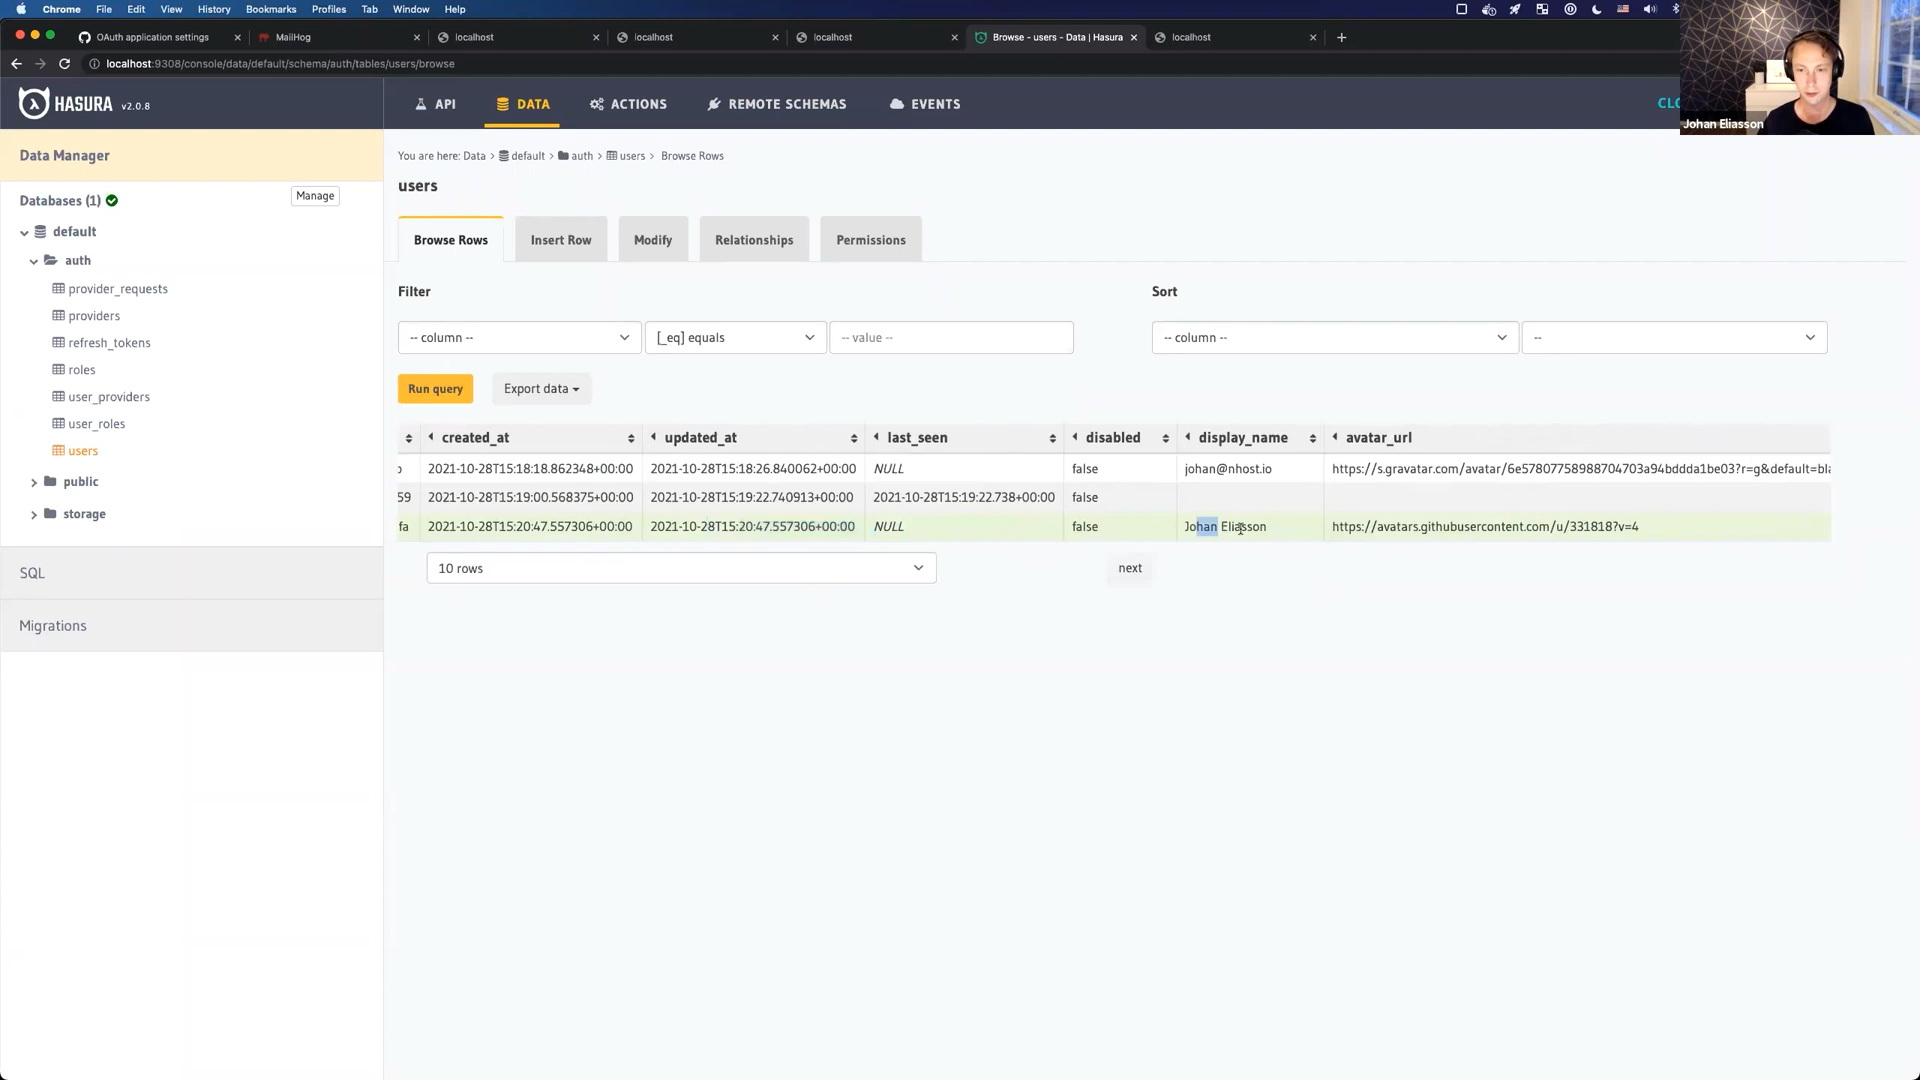 Chrome File Edit View History Bookmarks Profiles Tab Window Help
OAuth application settings
MailHog
localhost
localhost
localhost
Browse - users - Data | Hasura
localhost
localhost:9308/console/data/default/schema/auth/tables/users/browse
HASURA v2.0.8
API
DATA
ACTIONS
REMOTE SCHEMAS
EVENTS
Johan Eliasson
Data Manager
Databases (1)
Manage
default
auth
provider_requests
providers
refresh_tokens
roles
user_providers
user_roles
users
public
storage
SQL
Migrations
You are here: Data > default > auth > users > Browse Rows
users
Browse Rows
Insert Row
Modify
Relationships
Permissions
Filter
Sort
-- column --
[_eq] equals
-- value --
-- column --
--
Run query
Export data
created_at updated_at last_seen disabled display_name avatar_url
2021-10-28T15:18:18.862348+00:00 2021-10-28T15:18:26.840062+00:00 NULL false johan@nhost.io https://s.gravatar.com/avatar/6e57807758988704703a94bddda1be03?r=g&default=bla
59 2021-10-28T15:19:00.568375+00:00 2021-10-28T15:19:22.740913+00:00 2021-10-28T15:19:22.738+00:00 false
fa 2021-10-28T15:20:47.557306+00:00 2021-10-28T15:20:47.557306+00:00 NULL false Johan Eliasson https://avatars.githubusercontent.com/u/331818?v=4
10 rows
next